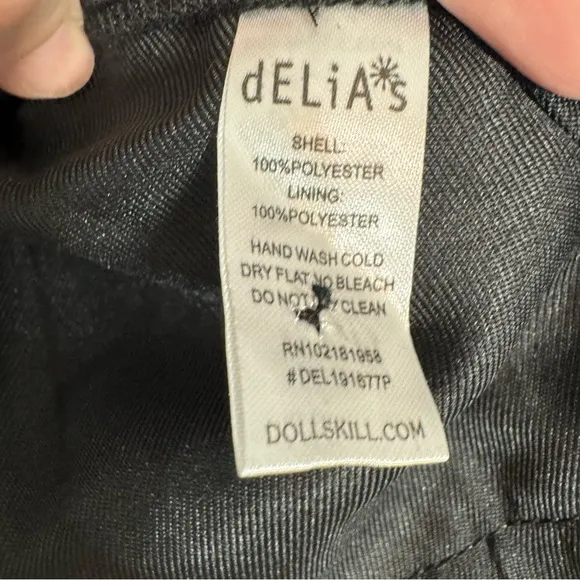 dELiA*s
SHELL:
100%POLYESTER
LINING:
100%POLYESTER
HAND WASH COLD
DRY FLAT NO BLEACH
DO NOT CLEAN
RN102181958
#DEL191877P
DOLLSKILL.COM